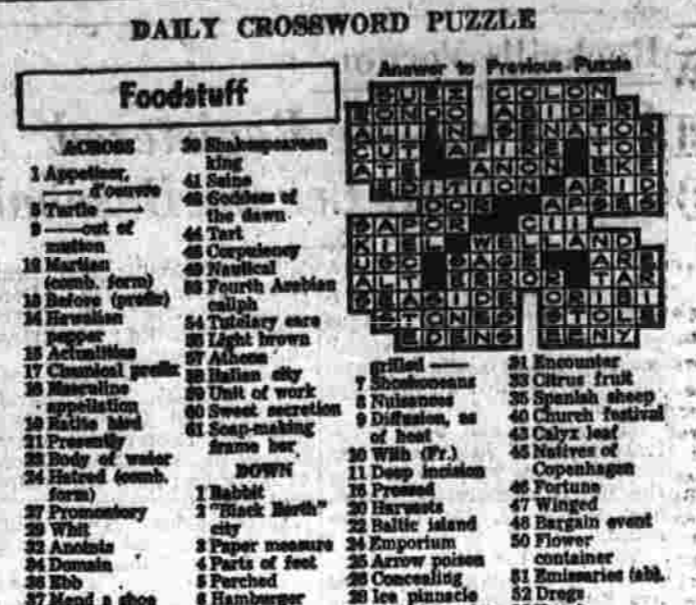 DAILY CROSSWORD PUZZLE
Foodstuff
Answer to Previous Puzzle
ACROSS
1 Appetizer,
d'oeuvre
5 Turtle
9 out of
mutton
12 Martian
(comb. form)
13 Before (prefix)
14 Hawaiian
pepper
15 Actualities
17 Chemical prefix
18 Masculine
appellation
19 Ratite bird
21 Presently
23 Body of water
24 Hatred (comb.
form)
27 Promontory
29 Whit
32 Anoints
34 Domain
36 Ebb
37 Mend a shoe
39 Shakespearean
king
41 Seine
42 Goddess of
the dawn
44 Tart
45 Corpulency
49 Nautical
53 Fourth Arabian
caliph
54 Tutelary care
56 Light brown
57 Athena
58 Italian city
59 Unit of work
60 Sweet secretion
61 Soap-making
frame bar
DOWN
1 Rabbit
2 "Black Earth"
city
3 Paper measure
4 Parts of feet
5 Perched
6 Hamburger
grilled
7 Shoshoneans
8 Nuisances
9 Diffusion, as
of heat
10 With (Fr.)
11 Deep incision
16 Pressed
20 Harvests
22 Baltic island
24 Emporium
25 Arrow poison
28 Concealing
29 Ice pinnacle
31 Encounter
33 Citrus fruit
35 Spanish sheep
40 Church festival
43 Calyx leaf
45 Natives of
Copenhagen
46 Fortune
47 Winged
48 Bargain event
50 Flower
container
51 Emissaries (ab.)
52 Dregs